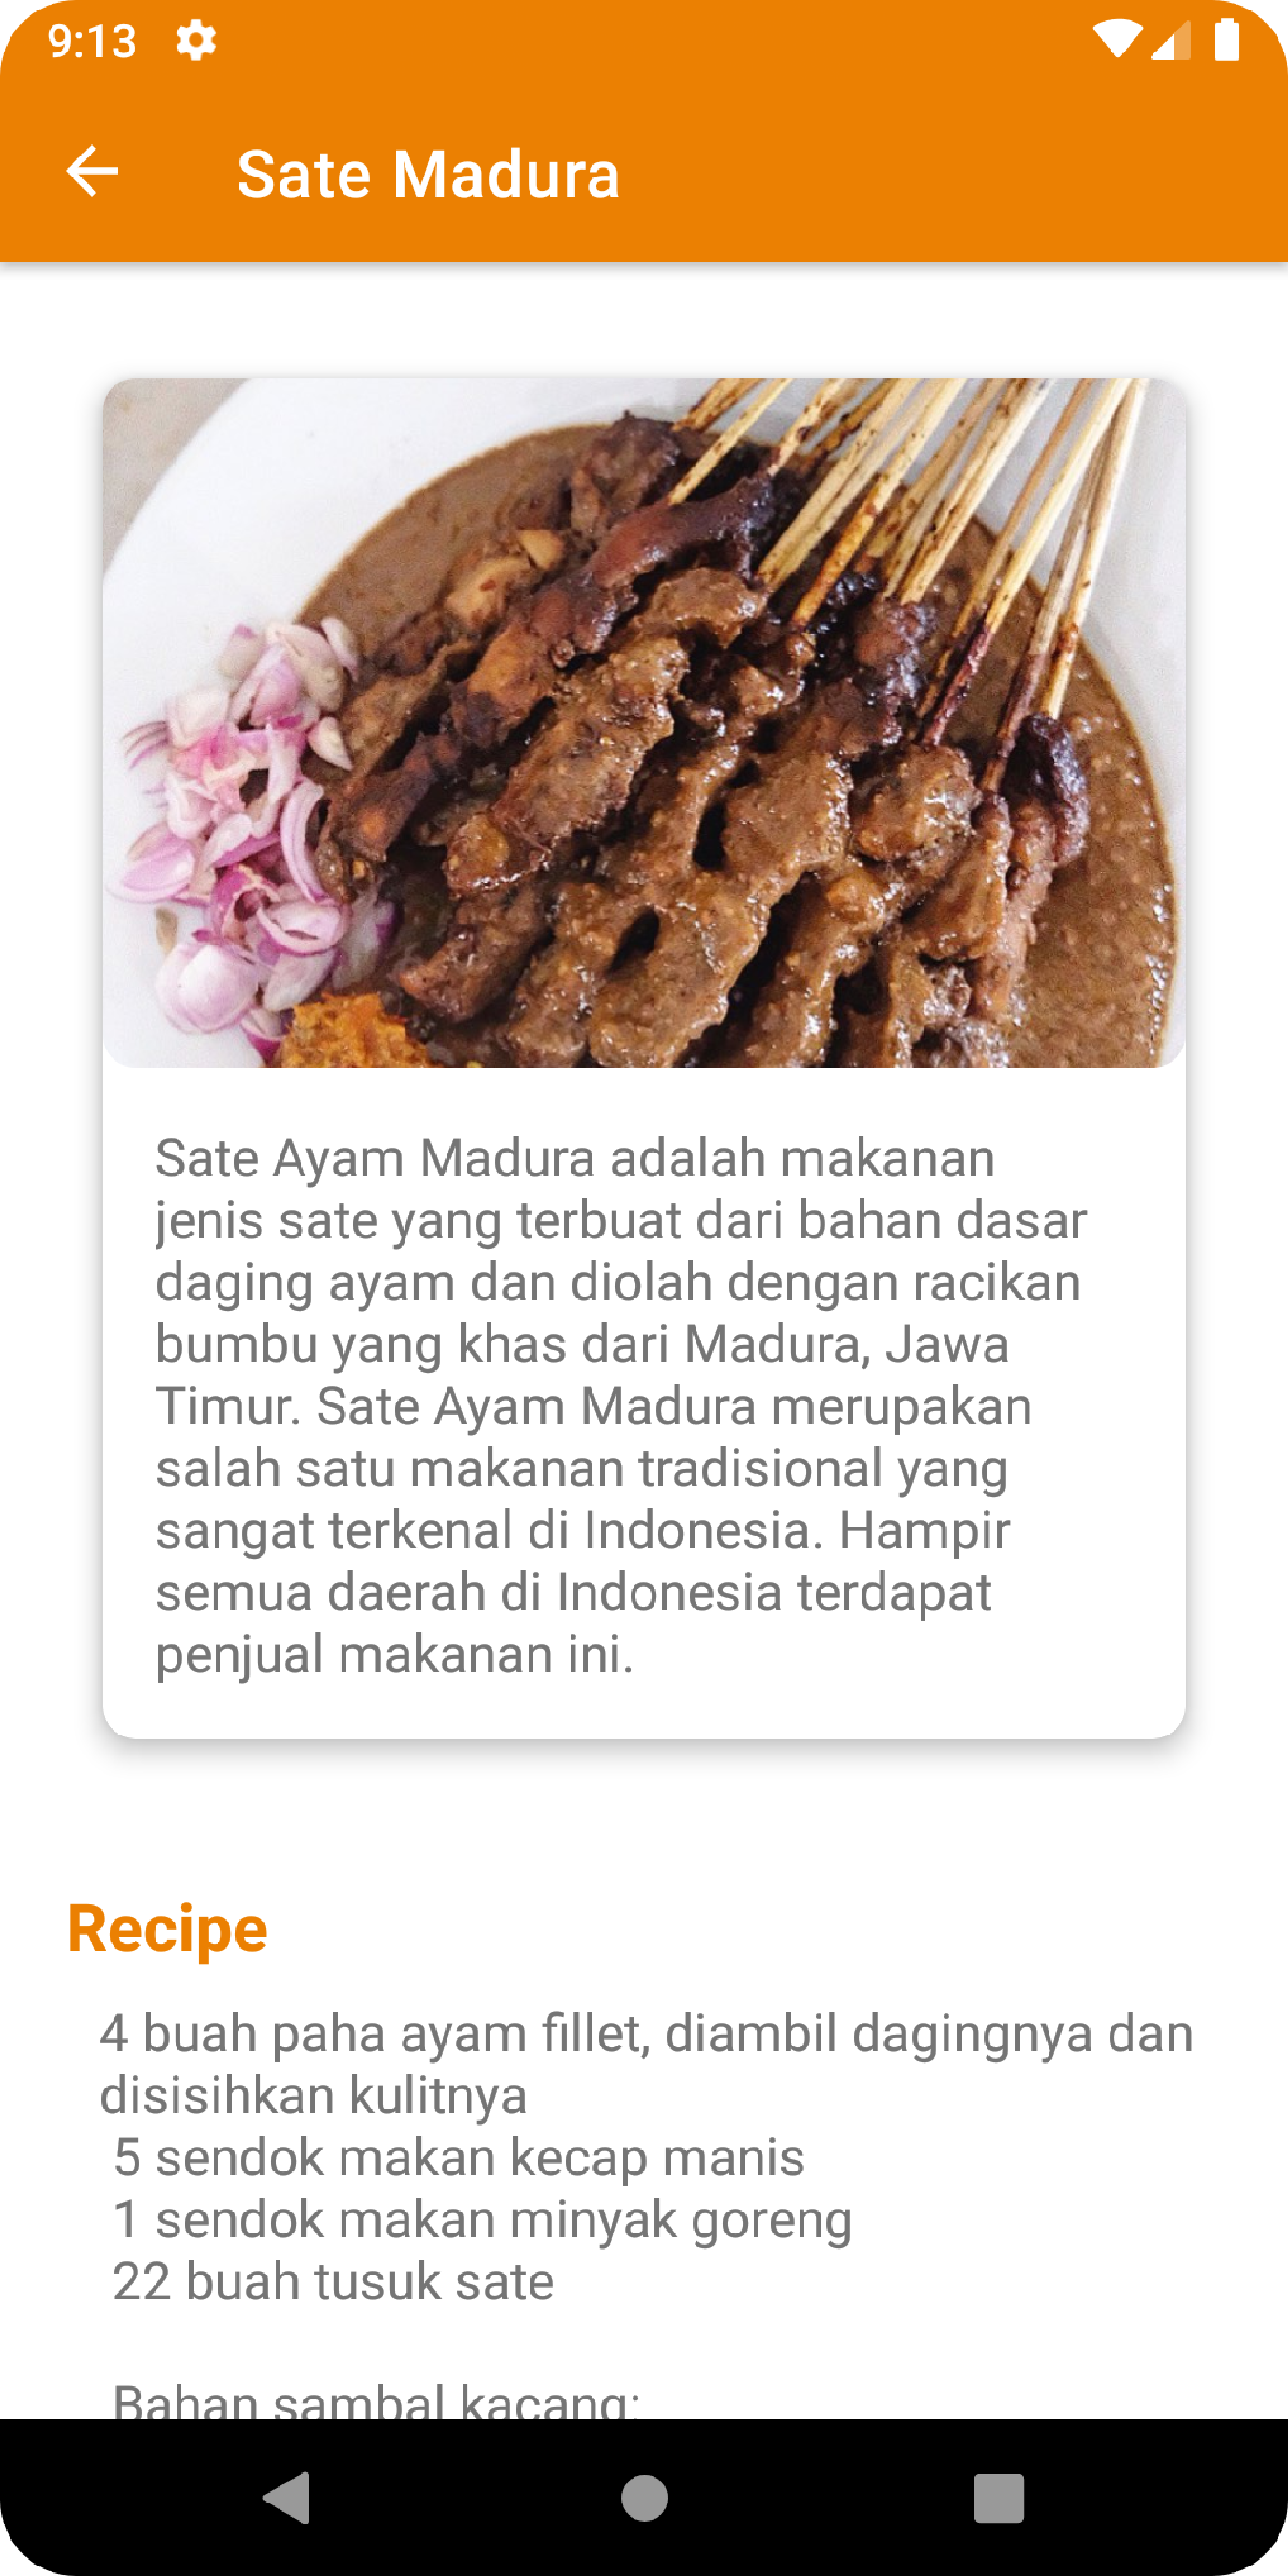 9:13
Sate Madura
Sate Ayam Madura adalah makanan
jenis sate yang terbuat dari bahan dasar
daging ayam dan diolah dengan racikan
bumbu yang khas dari Madura, Jawa
Timur. Sate Ayam Madura merupakan
salah satu makanan tradisional yang
sangat terkenal di Indonesia. Hampir
semua daerah di Indonesia terdapat
penjual makanan ini.
Recipe
4 buah paha ayam fillet, diambil dagingnya dan
disisihkan kulitnya
5 sendok makan kecap manis
1 sendok makan minyak goreng
22 buah tusuk sate
Bahan sambal kacang: